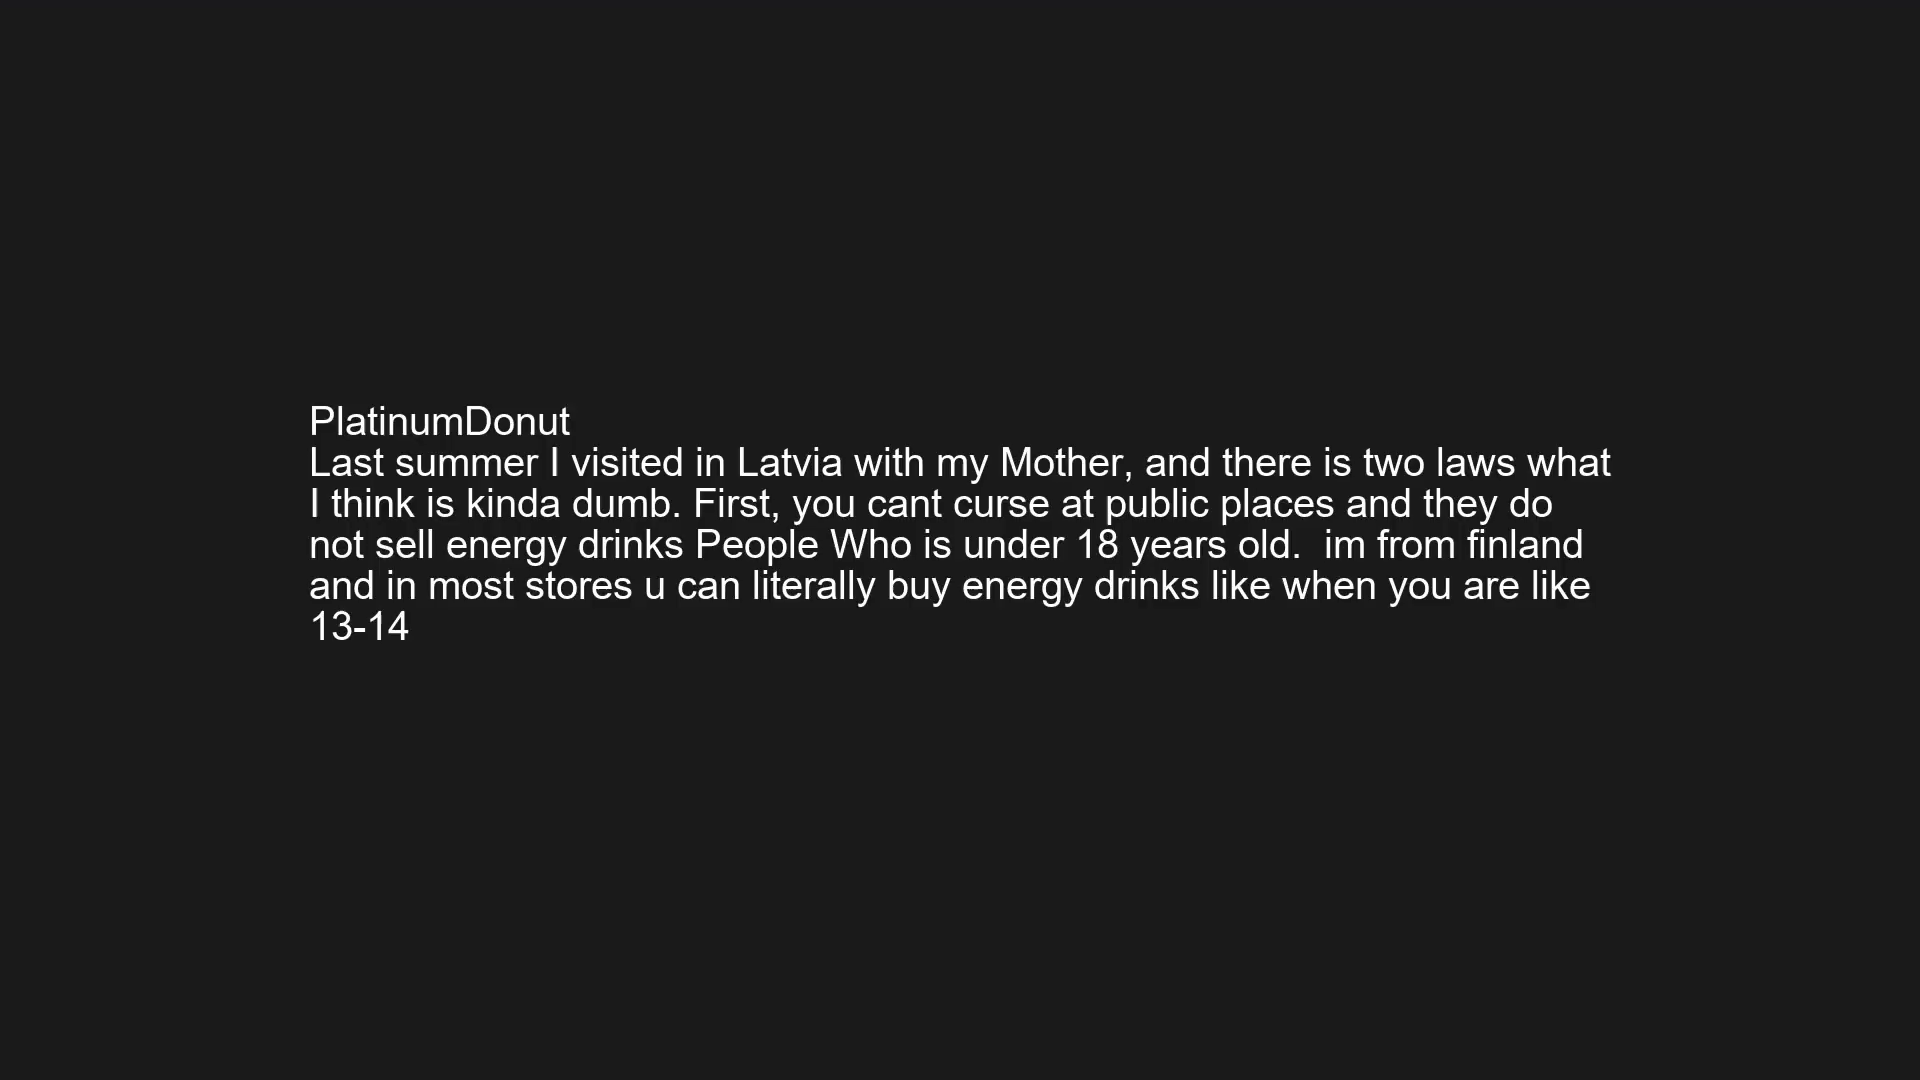 PlatinumDonut
Last summer I visited in Latvia with my Mother, and there is two laws what
I think is kinda dumb. First, you cant curse at public places and they do
not sell energy drinks People Who is under 18 years old.  im from finland
and in most stores u can literally buy energy drinks like when you are like
13-14